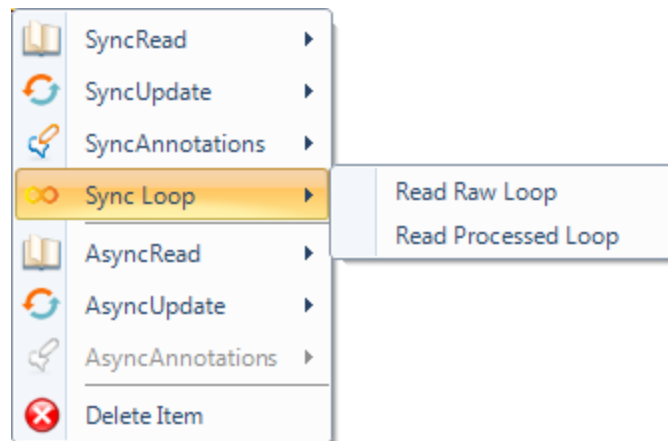 SyncRead
SyncUpdate
SyncAnnotations
Sync Loop
Read Raw Loop
Read Processed Loop
AsyncRead
AsyncUpdate
AsyncAnnotations
Delete Item